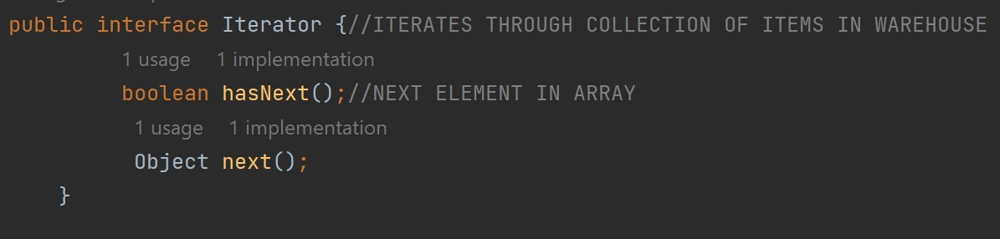 public interface Iterator {//ITERATES THROUGH COLLECTION OF ITEMS IN WAREHOUSE
1 usage 1 implementation
boolean hasNext();//NEXT ELEMENT IN ARRAY
1 usage 1 implementation
Object next();
}